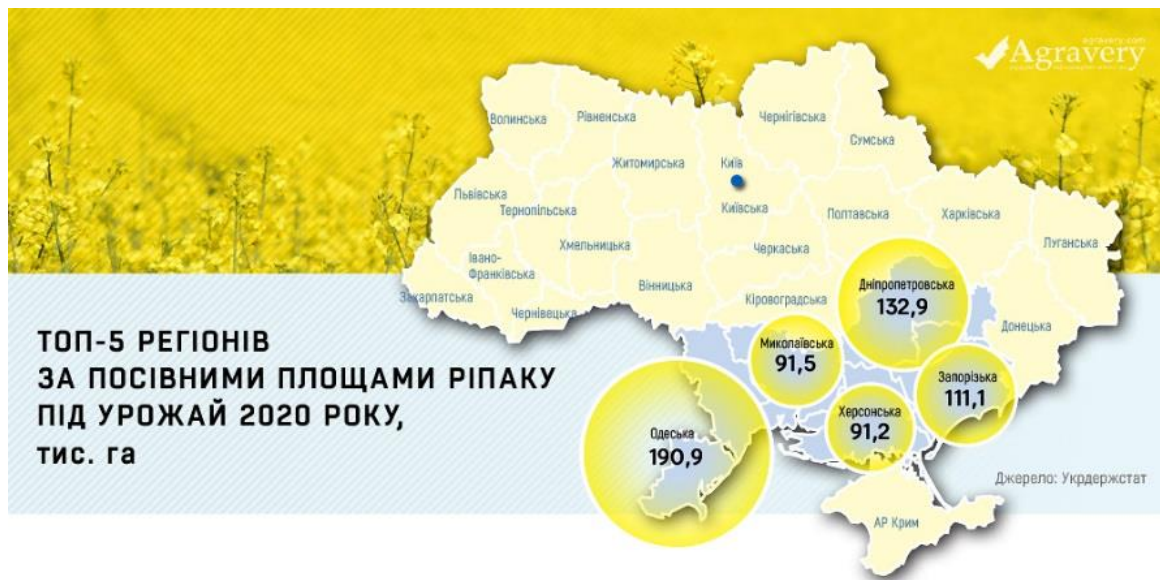 agravery.com
Agravery
Волинська
Рівненська
Чернігівська
Сумська
Житомирська
Київ
Львівська
Тернопільська
Київська
Полтавська
Харківська
Хмельницька
Черкаська
Луганська
Івано-
Франківська
Вінницька
Закарпатська
Чернівецька
Кіровоградська
Дніпропетровська
132,9
Донецька
Миколаївська
91,5
Запорізька
111,1
Херсонська
91,2
Одеська
190,9
АР Крим
ТОП-5 РЕГІОНІВ
ЗА ПОСІВНИМИ ПЛОЩАМИ РІПАКУ
ПІД УРОЖАЙ 2020 РОКУ,
тис. га
Джерело: Укрдержстат